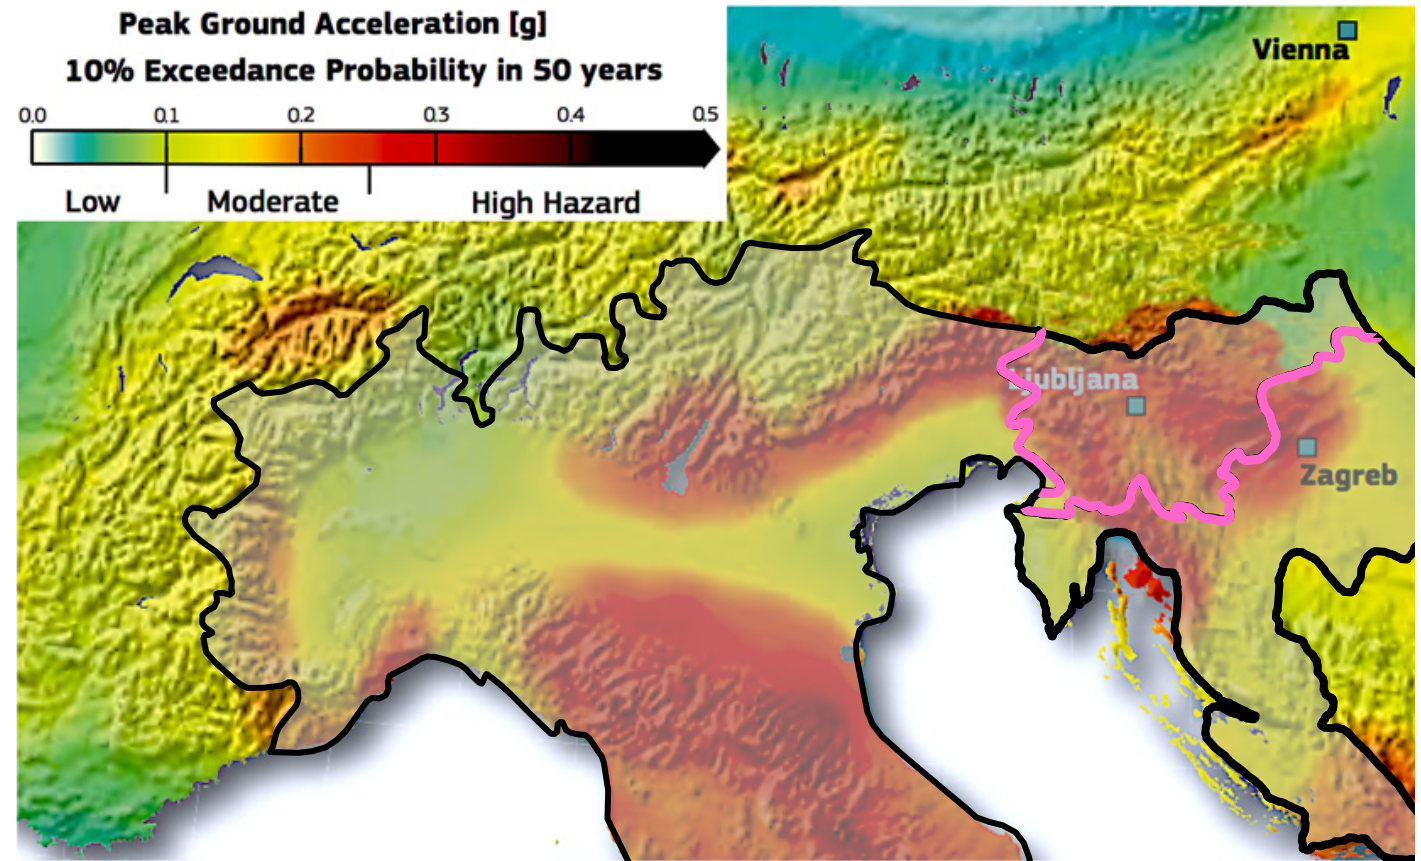 Peak Ground Acceleration [g]
10% Exceedance Probability in 50 years
0.0 0.1 0.2 0.3 0.4 0.5
Low Moderate High Hazard
Vienna
Ljubljana
Zagreb